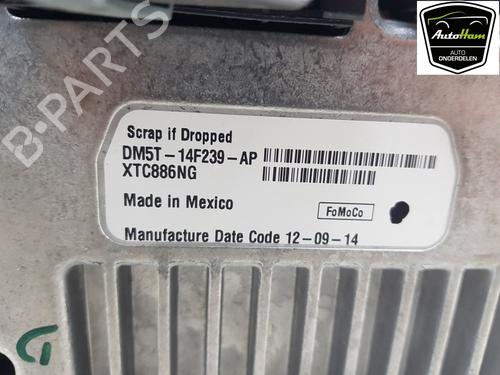 AutoHam
AUTO
ONDERDELEN
B-PARTS
Scrap if Dropped
DM5T-14F239-AP
XTC886NG
Made in Mexico
FoMoCo
Manufacture Date Code 12-09-14